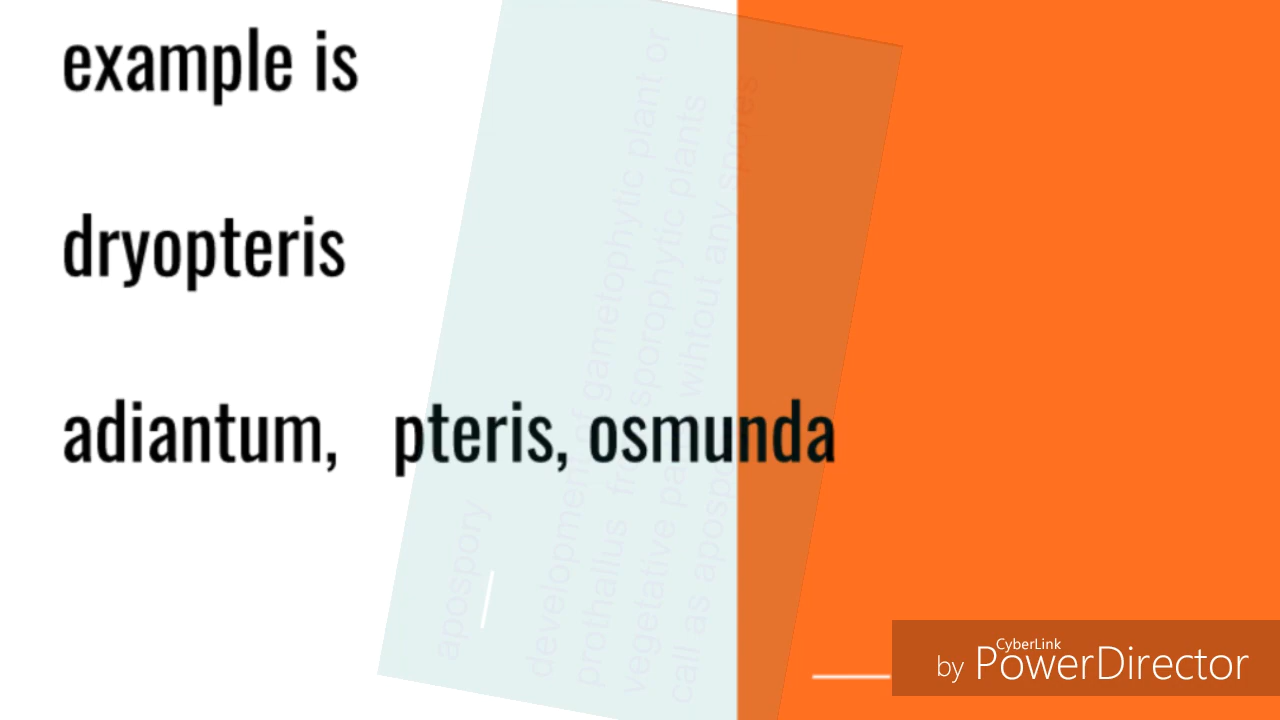 example is
dryopteris
adiantum, pteris, osmunda
apospory
development of gametophytic plant or
prothallus from sporophytic plants
vegetative part wihtout any spores
call as apospory
by CyberLink PowerDirector